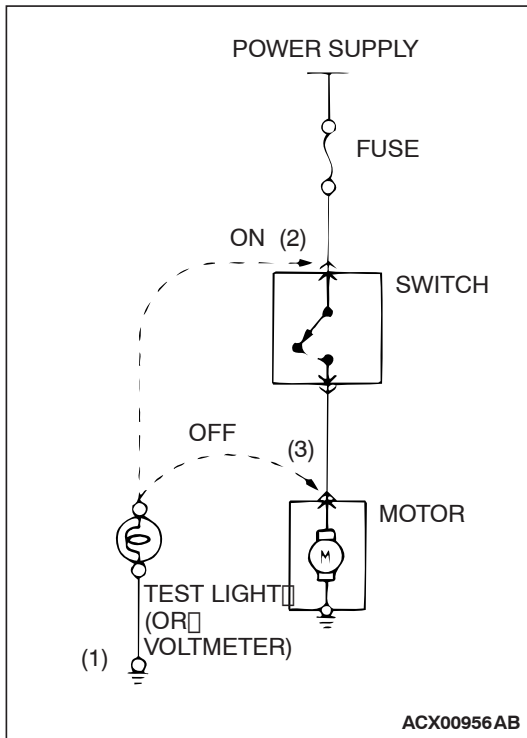 POWER SUPPLY
FUSE
ON (2)
SWITCH
OFF
(3)
MOTOR
M
TEST LIGHT▯
(OR▯
VOLTMETER)
(1)
ACX00956AB